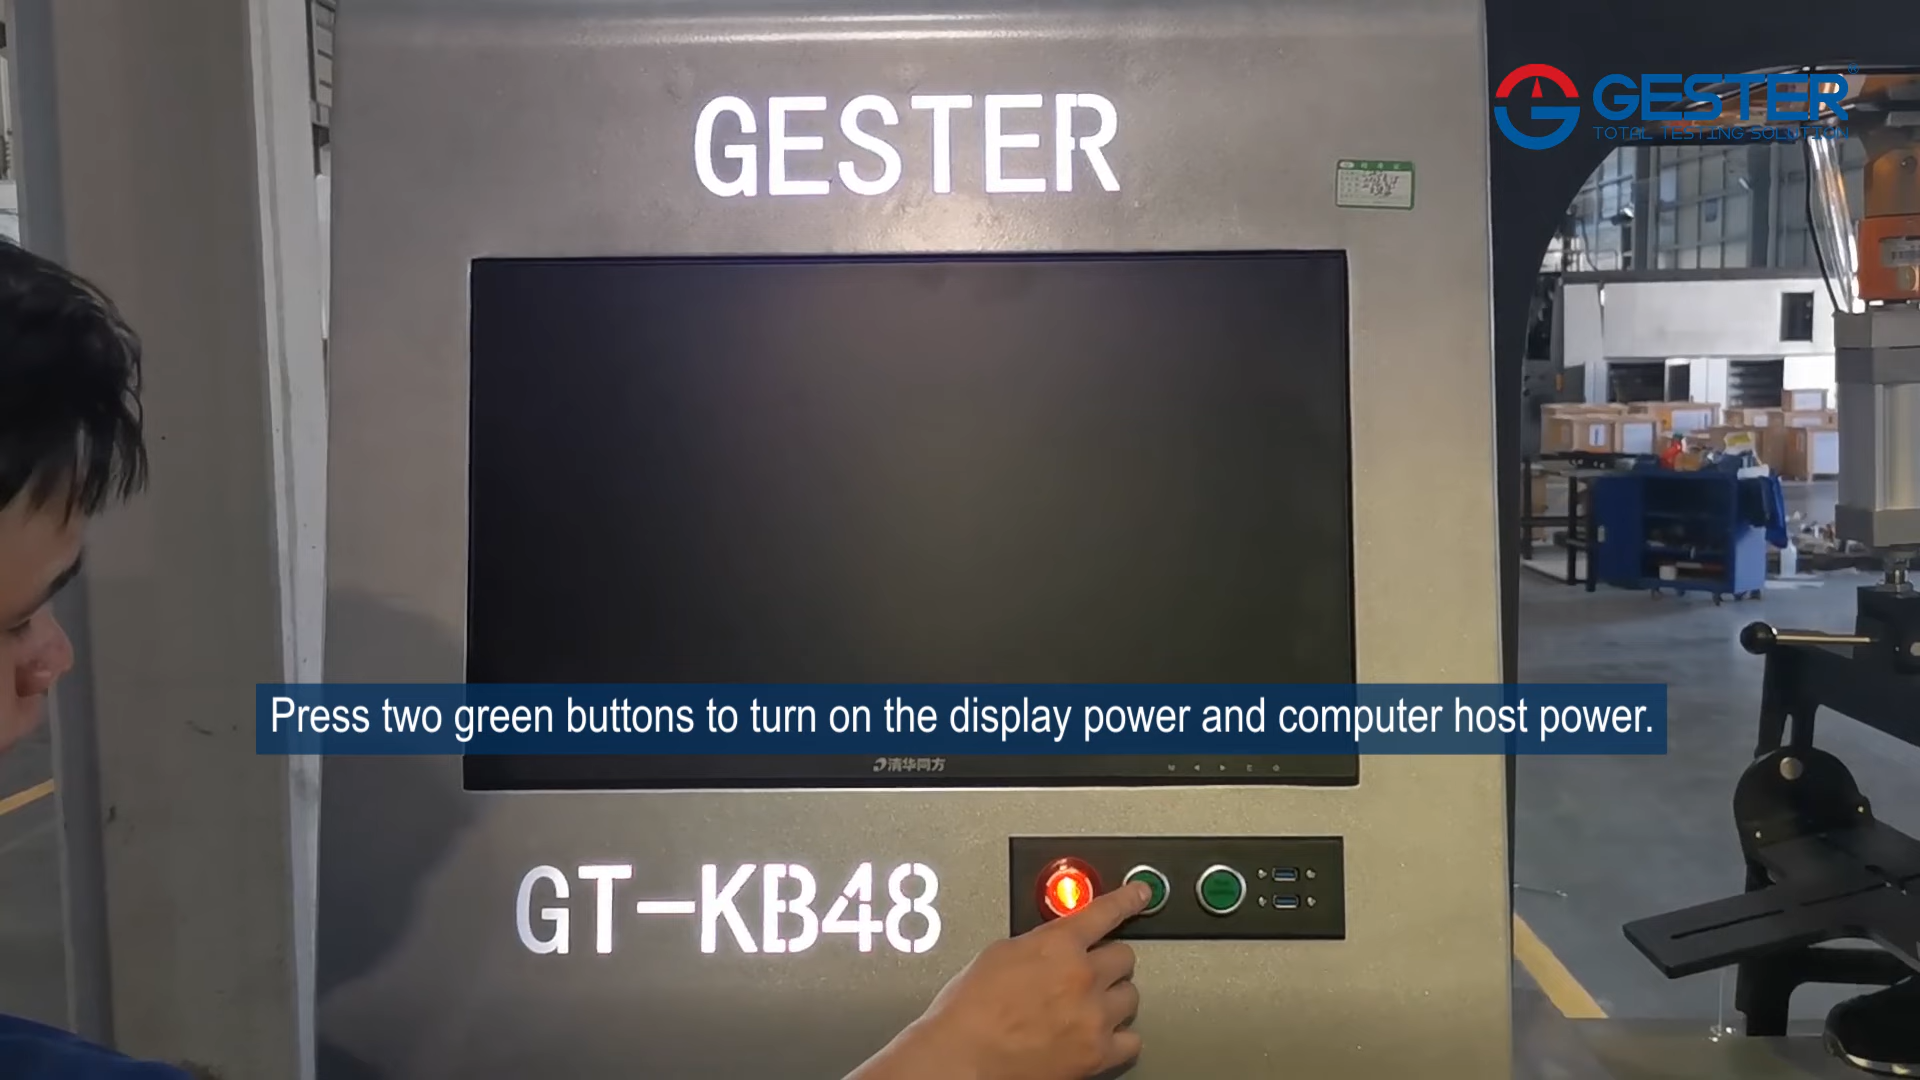 GESTER
GESTER®
TOTAL TESTING SOLUTION
Press two green buttons to turn on the display power and computer host power.
清华同方
GT-KB48